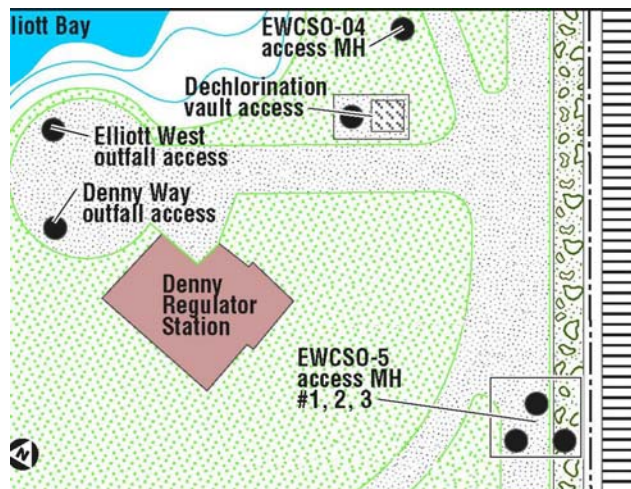 lliott Bay
EWCSO-04
access MH
Dechlorination
vault access
Elliott West
outfall access
Denny Way
outfall access
Denny
Regulator
Station
EWCSO-5
access MH
#1, 2, 3
N